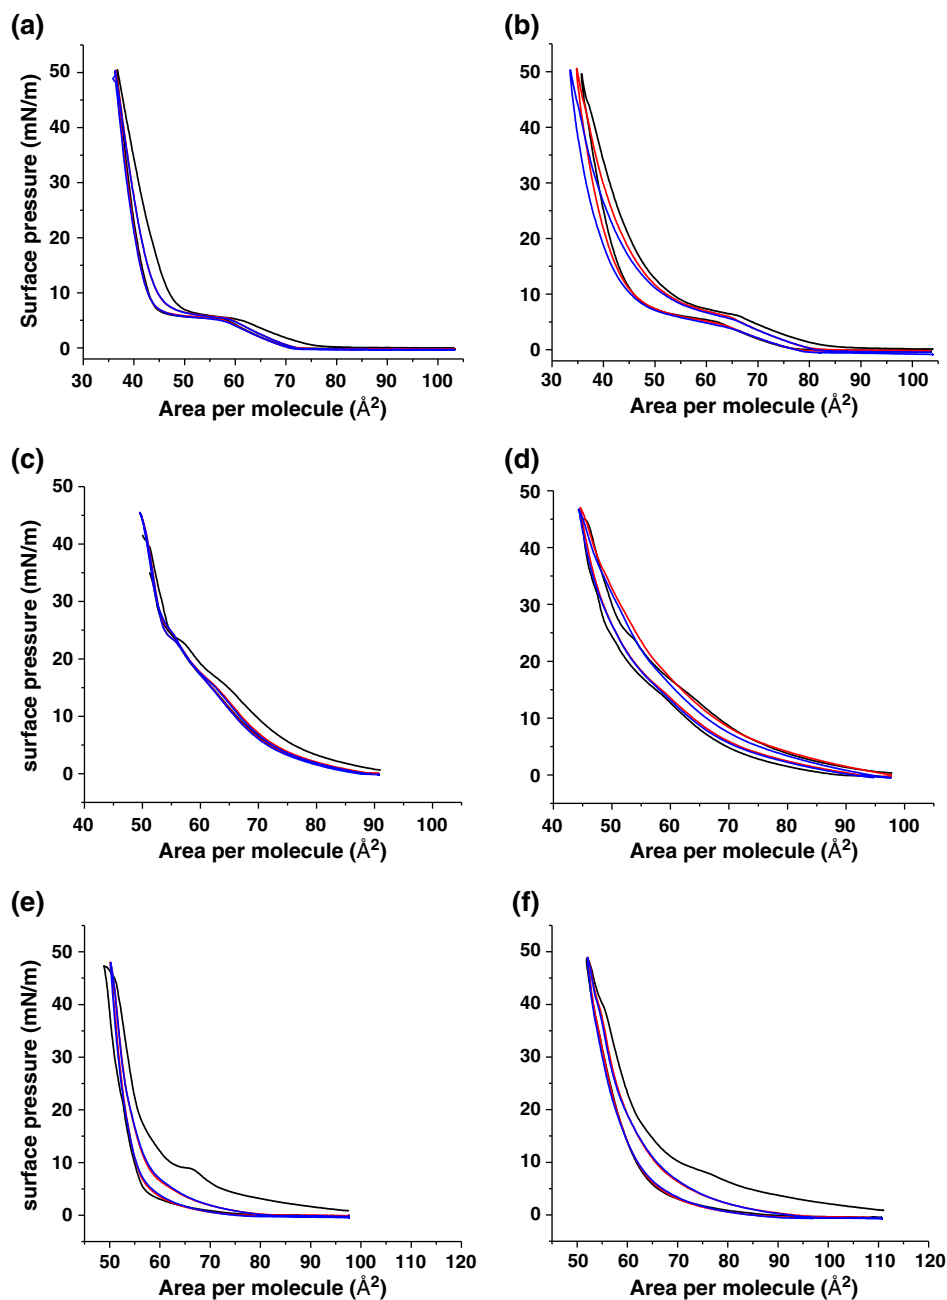 (a)
(b)
50
40
30
20
10
0
Surface pressure (mN/m)
30 40 50 60 70 80 90 100
Area per molecule (Å²)
50
40
30
20
10
0
30 40 50 60 70 80 90 100
Area per molecule (Å²)
(c)
(d)
50
40
30
20
10
0
surface pressure (mN/m)
40 50 60 70 80 90 100
Area per molecule (Å²)
50
40
30
20
10
0
40 50 60 70 80 90 100
Area per molecule (Å²)
(e)
(f)
50
40
30
20
10
0
surface pressure (mN/m)
50 60 70 80 90 100 110 120
Area per molecule (Å²)
50
40
30
20
10
0
50 60 70 80 90 100 110 120
Area per molecule (Å²)